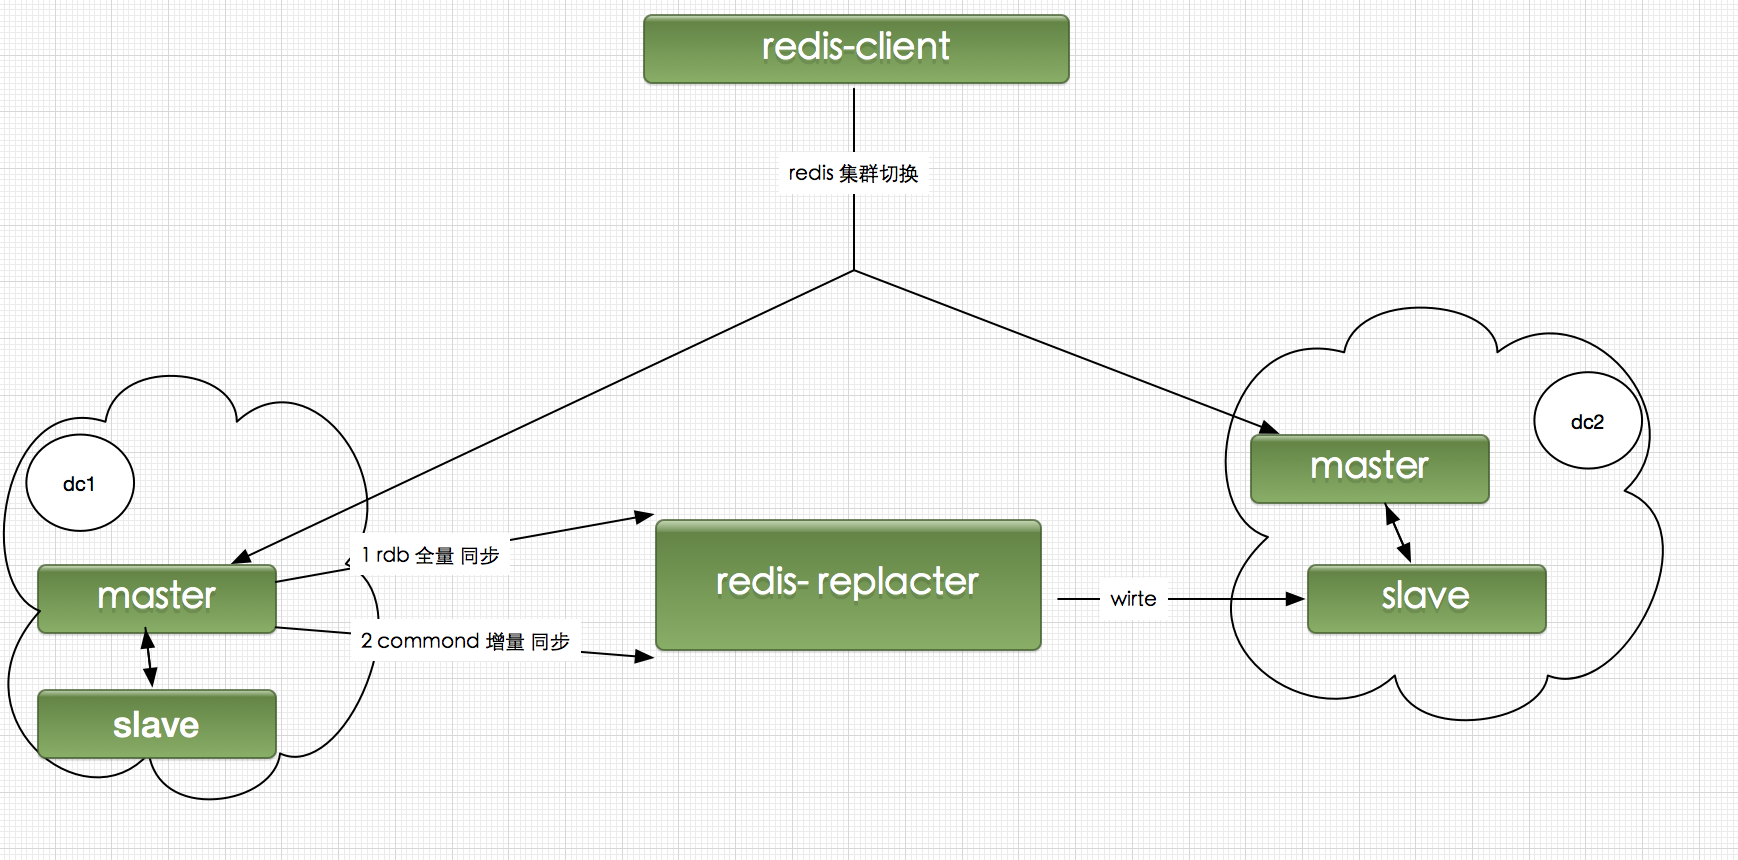 redis-client
redis 集群切换
dc2
master
dc1
1 rdb 全量 同步
redis- replacter
master
wirte
slave
2 commond 增量 同步
slave